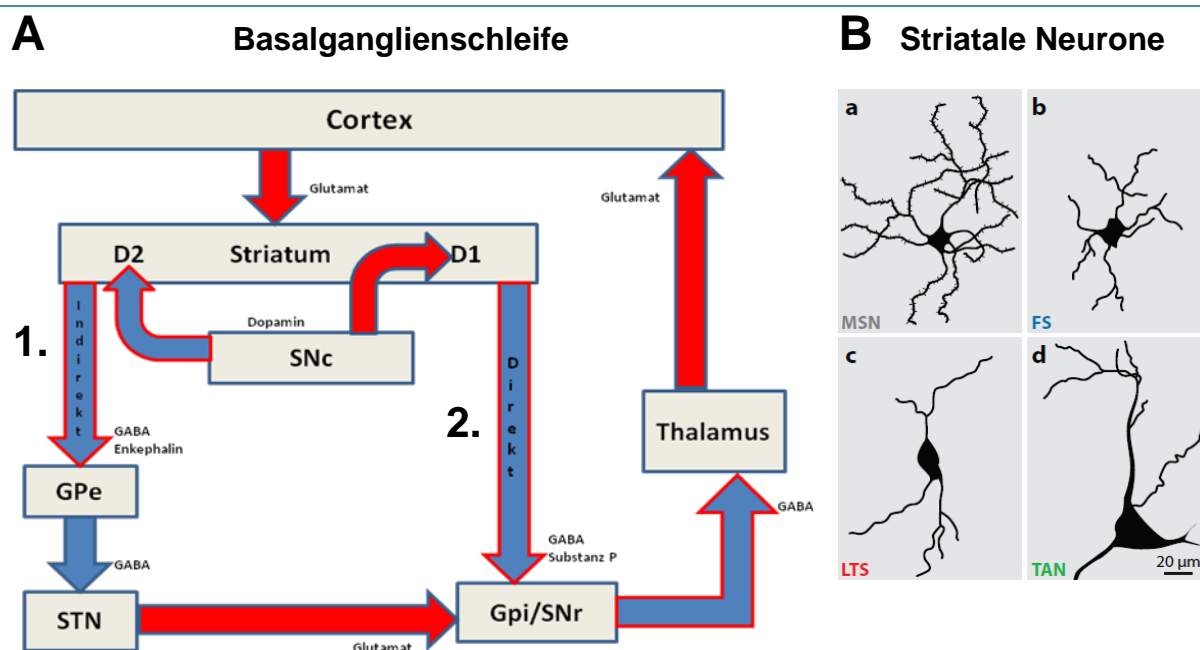 A Basalganglienschleife
Cortex
Glutamat
Glutamat
D2 Striatum D1
Indirekt
1.
Dopamin
SNc
Direkt
2.
GABA
Enkephalin
Thalamus
GPe
GABA
GABA
Substanz P
GABA
STN
Gpi/SNr
Glutamat
B Striatale Neurone
a
MSN
b
FS
c
LTS
d
TAN
20 µm